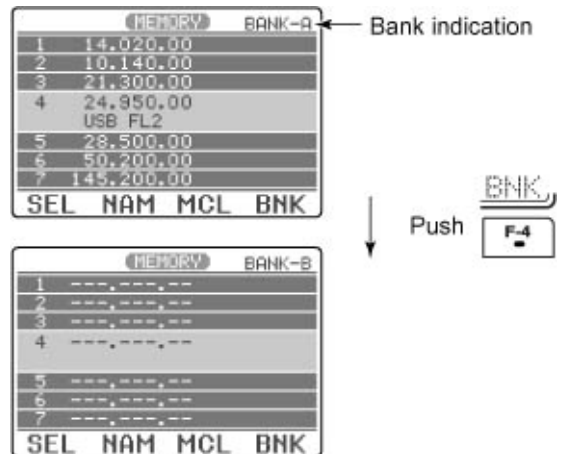 MEMORY BANK-A
Bank indication
1 14.020.00
2 10.140.00
3 21.300.00
4 24.950.00
USB FL2
5 28.500.00
6 50.200.00
7 145.200.00
SEL NAM MCL BNK
BNK
Push F-4
MEMORY BANK-B
1 ---.---.--
2 ---.---.--
3 ---.---.--
4 ---.---.--
5 ---.---.--
6 ---.---.--
7 ---.---.--
SEL NAM MCL BNK